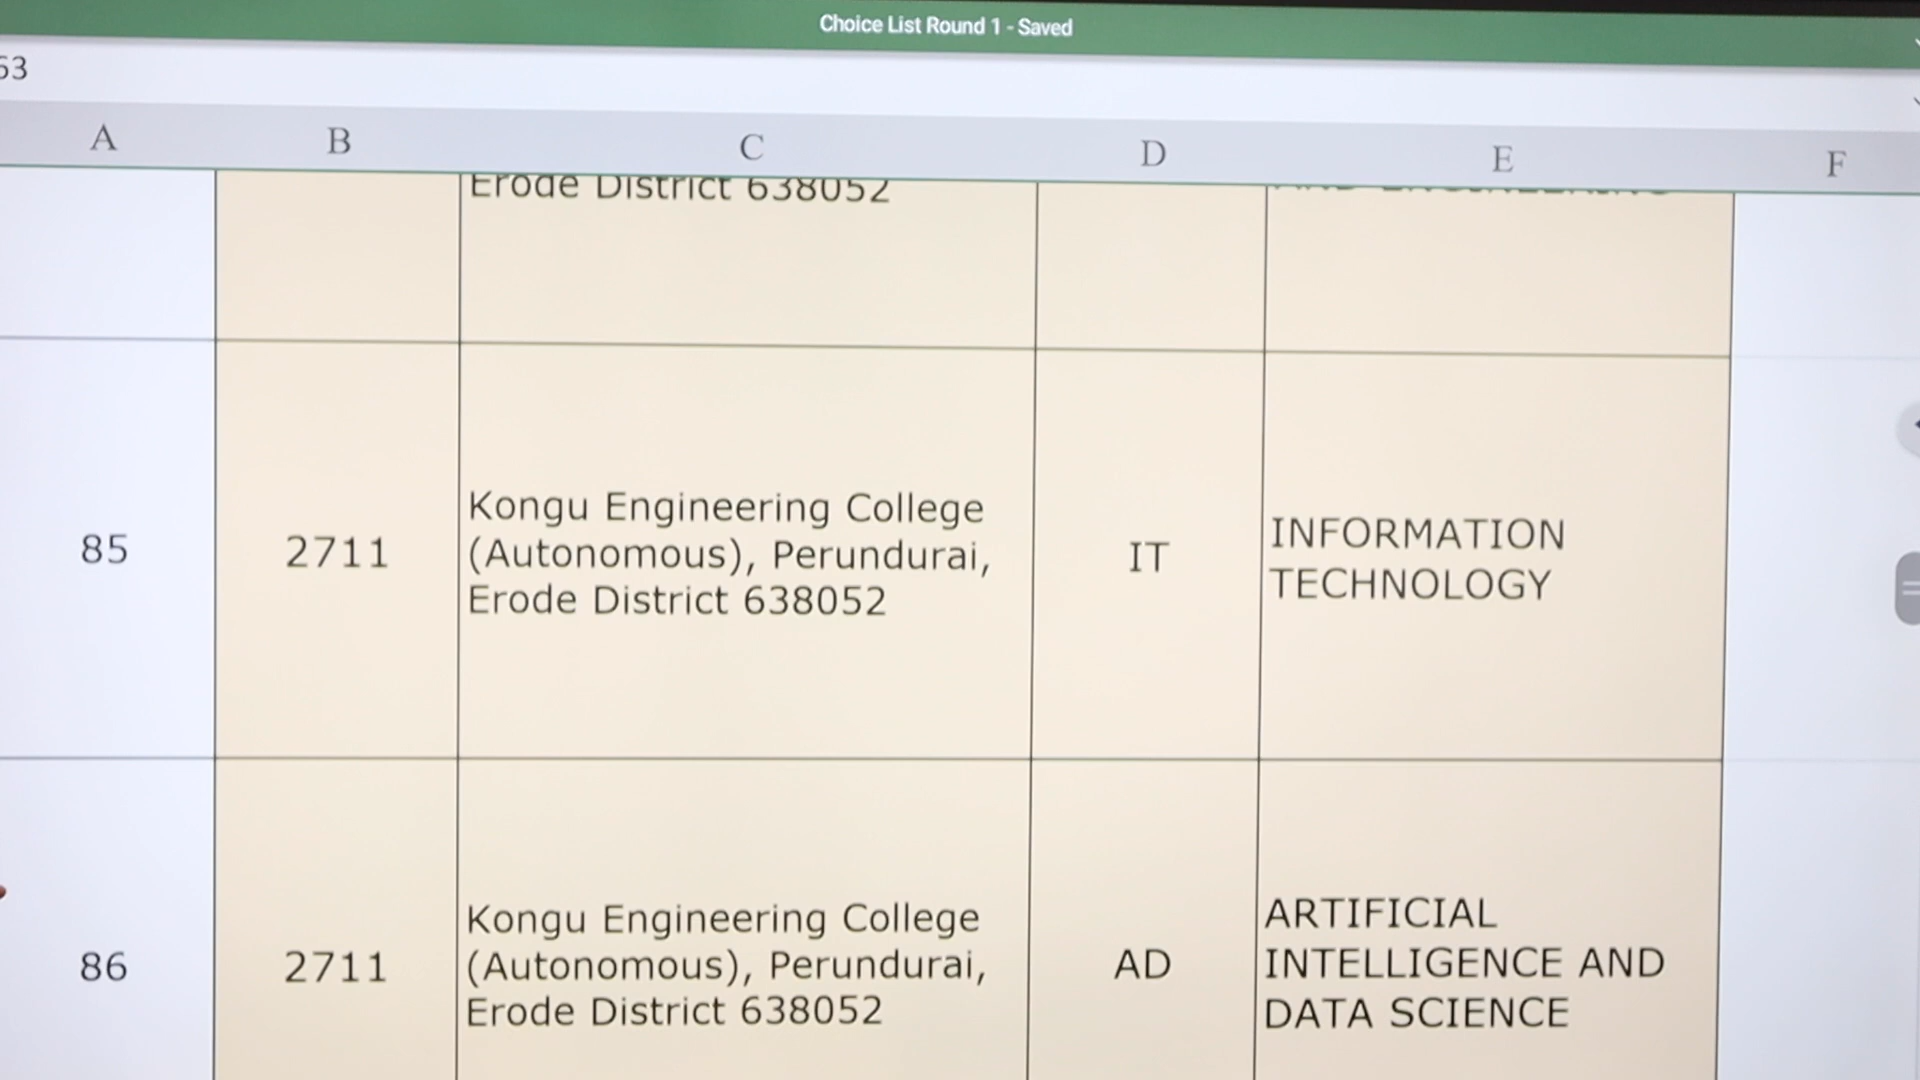 Choice List Round 1 - Saved
63
A B C D E F
Erode District 638052
85
2711
Kongu Engineering College
(Autonomous), Perundurai,
Erode District 638052
IT
INFORMATION
TECHNOLOGY
86
2711
Kongu Engineering College
(Autonomous), Perundurai,
Erode District 638052
AD
ARTIFICIAL
INTELLIGENCE AND
DATA SCIENCE